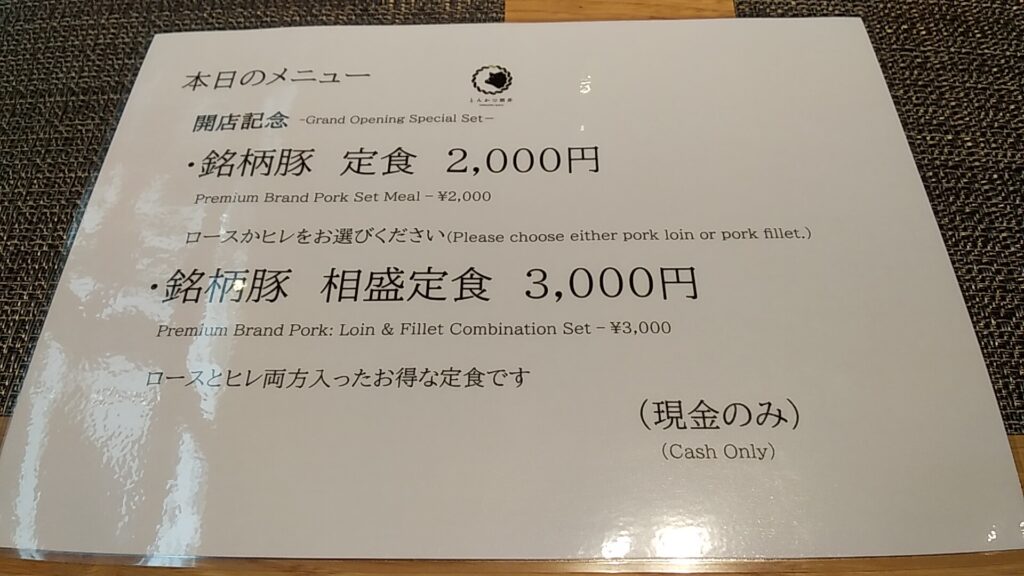 本日のメニュー
とんかつ
開店記念 -Grand Opening Special Set-
・銘柄豚 定食 2,000円
Premium Brand Pork Set Meal – ¥2,000
ロースかヒレをお選びください(Please choose either pork loin or pork fillet.)
・銘柄豚 相盛定食 3,000円
Premium Brand Pork: Loin & Fillet Combination Set – ¥3,000
ロースとヒレ両方入ったお得な定食です
（現金のみ）
（Cash Only）